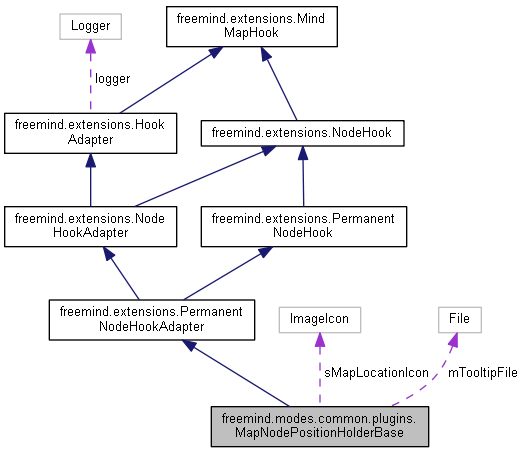 Logger
freemind.extensions.Mind
MapHook
logger
freemind.extensions.Hook
Adapter
freemind.extensions.NodeHook
freemind.extensions.Node
HookAdapter
freemind.extensions.Permanent
NodeHook
freemind.extensions.Permanent
NodeHookAdapter
ImageIcon
File
sMapLocationIcon
mTooltipFile
freemind.modes.common.plugins.
MapNodePositionHolderBase